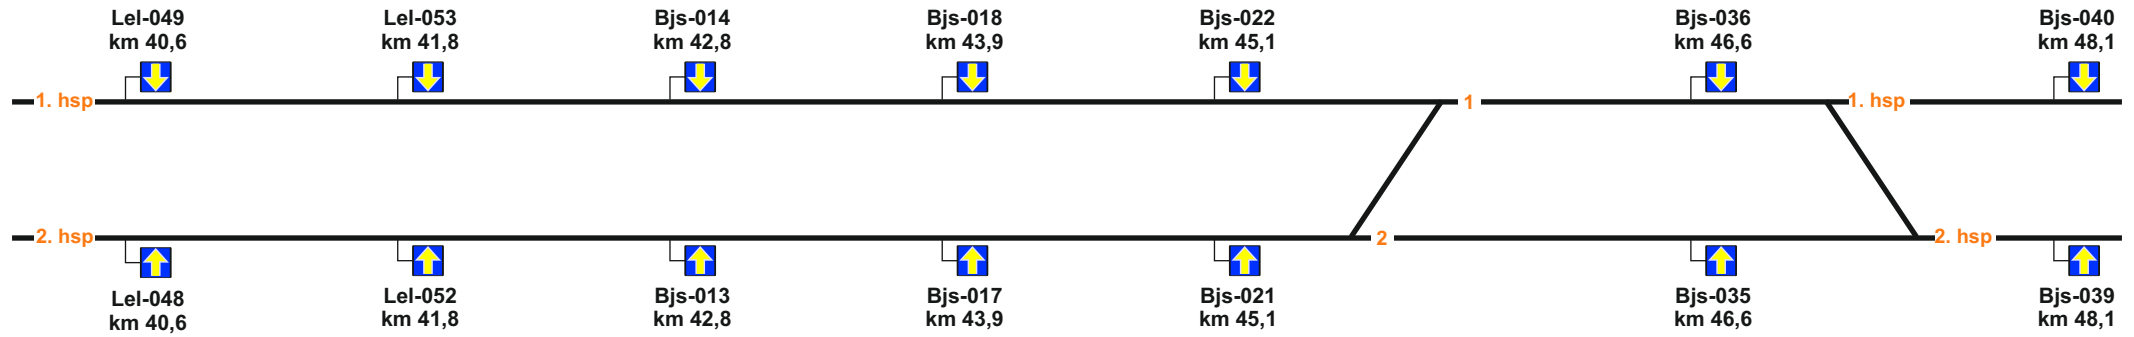 Lel-049
km 40,6
Lel-053
km 41,8
Bjs-014
km 42,8
Bjs-018
km 43,9
Bjs-022
km 45,1
Bjs-036
km 46,6
Bjs-040
km 48,1
1. hsp
1
1. hsp
2. hsp
2
2. hsp
Lel-048
km 40,6
Lel-052
km 41,8
Bjs-013
km 42,8
Bjs-017
km 43,9
Bjs-021
km 45,1
Bjs-035
km 46,6
Bjs-039
km 48,1